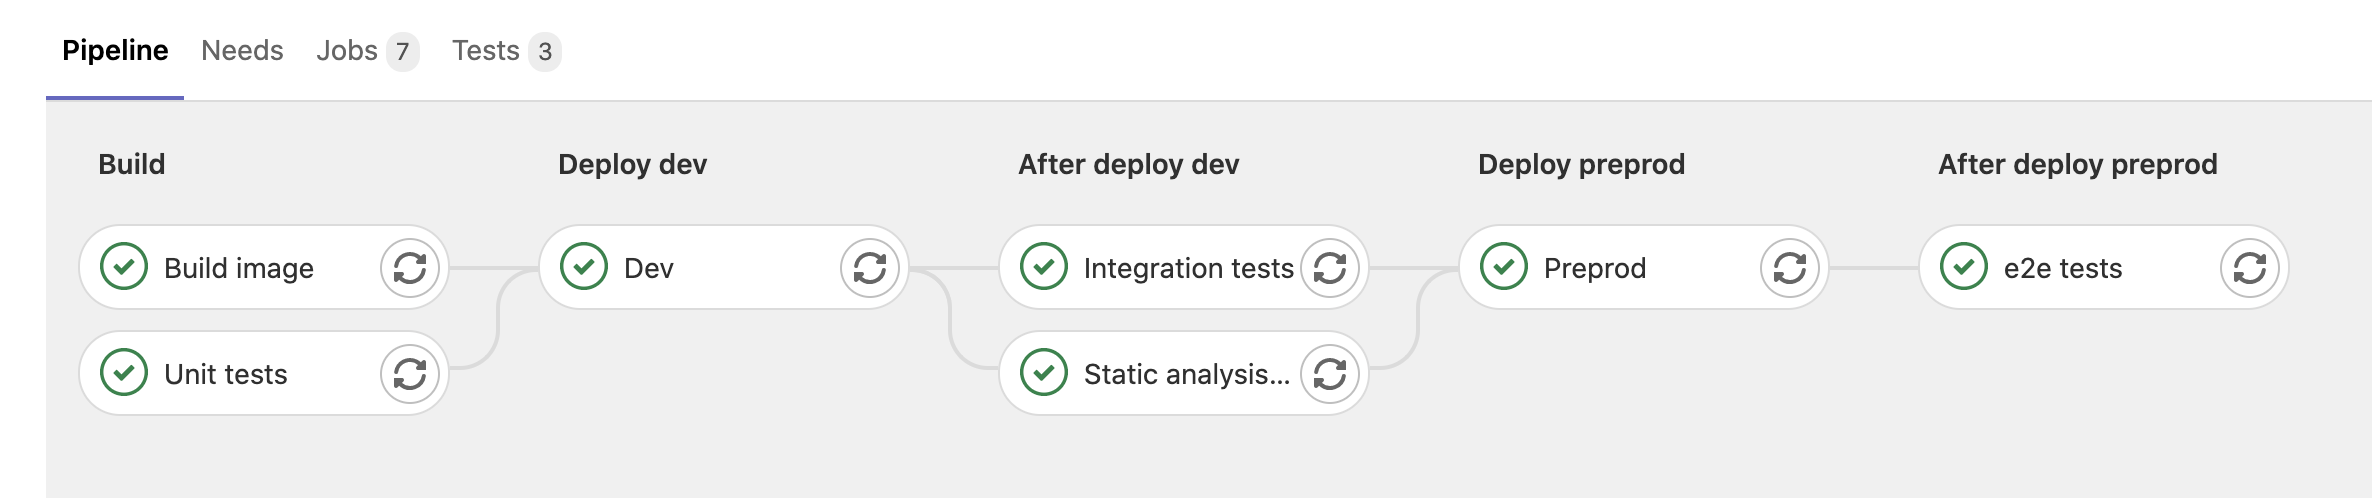 Pipeline Needs Jobs 7 Tests 3
Build Deploy dev After deploy dev Deploy preprod After deploy preprod
Build image Dev Integration tests Preprod e2e tests
Unit tests Static analysis...